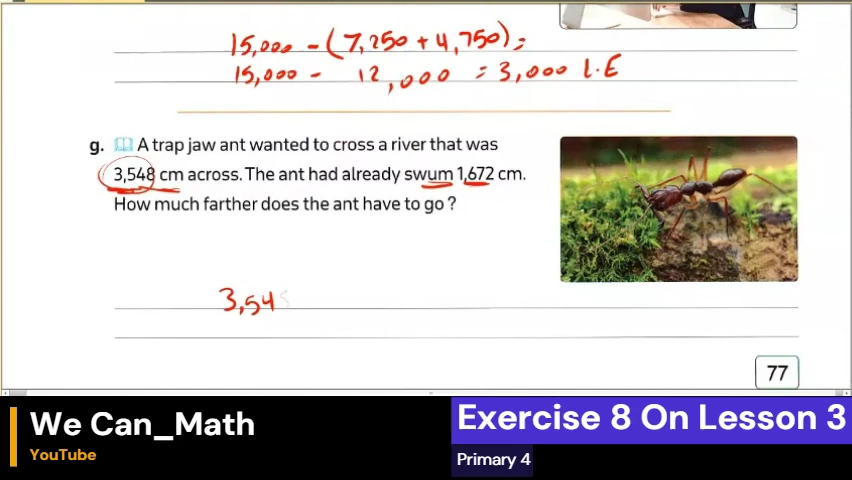 15,000 - (7,250 + 4,750) =
15,000 - 12,000 = 3,000 L.E
g. A trap jaw ant wanted to cross a river that was
3,548 cm across. The ant had already swum 1,672 cm.
How much farther does the ant have to go ?
3,54
77
We Can_Math
YouTube
Exercise 8 On Lesson 3
Primary 4